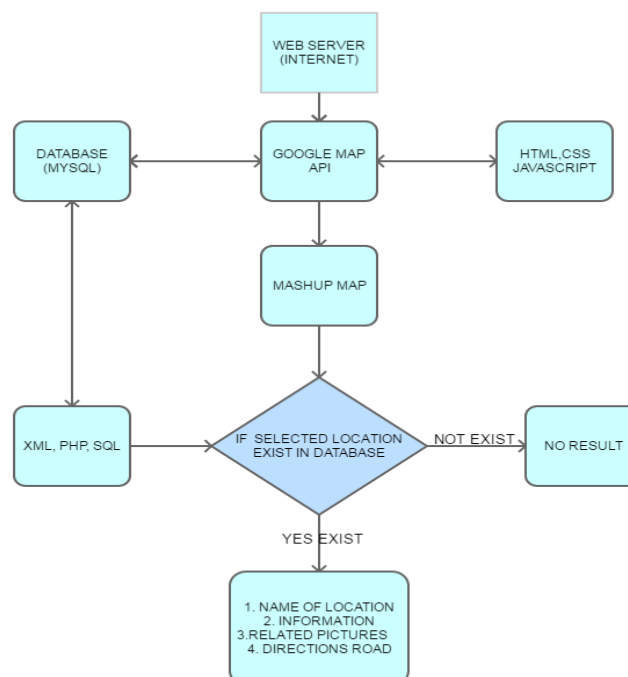 WEB SERVER
(INTERNET)
DATABASE
(MYSQL)
GOOGLE MAP
API
HTML,CSS
JAVASCRIPT
MASHUP MAP
XML, PHP, SQL
IF SELECTED LOCATION
EXIST IN DATABASE
NOT EXIST
NO RESULT
YES EXIST
1. NAME OF LOCATION
2. INFORMATION
3.RELATED PICTURES
4. DIRECTIONS ROAD